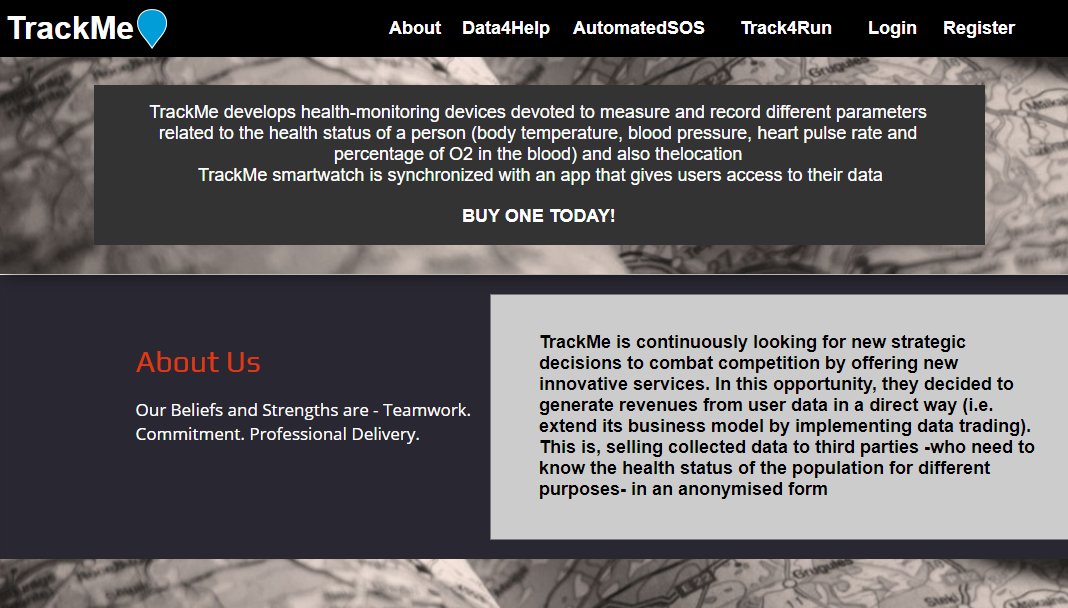 TrackMe
About Data4Help AutomatedSOS Track4Run Login Register
TrackMe develops health-monitoring devices devoted to measure and record different parameters
related to the health status of a person (body temperature, blood pressure, heart pulse rate and
percentage of O2 in the blood) and also thelocation
TrackMe smartwatch is synchronized with an app that gives users access to their data
BUY ONE TODAY!
About Us
Our Beliefs and Strengths are - Teamwork.
Commitment. Professional Delivery.
TrackMe is continuously looking for new strategic
decisions to combat competition by offering new
innovative services. In this opportunity, they decided to
generate revenues from user data in a direct way (i.e.
extend its business model by implementing data trading).
This is, selling collected data to third parties -who need to
know the health status of the population for different
purposes- in an anonymised form